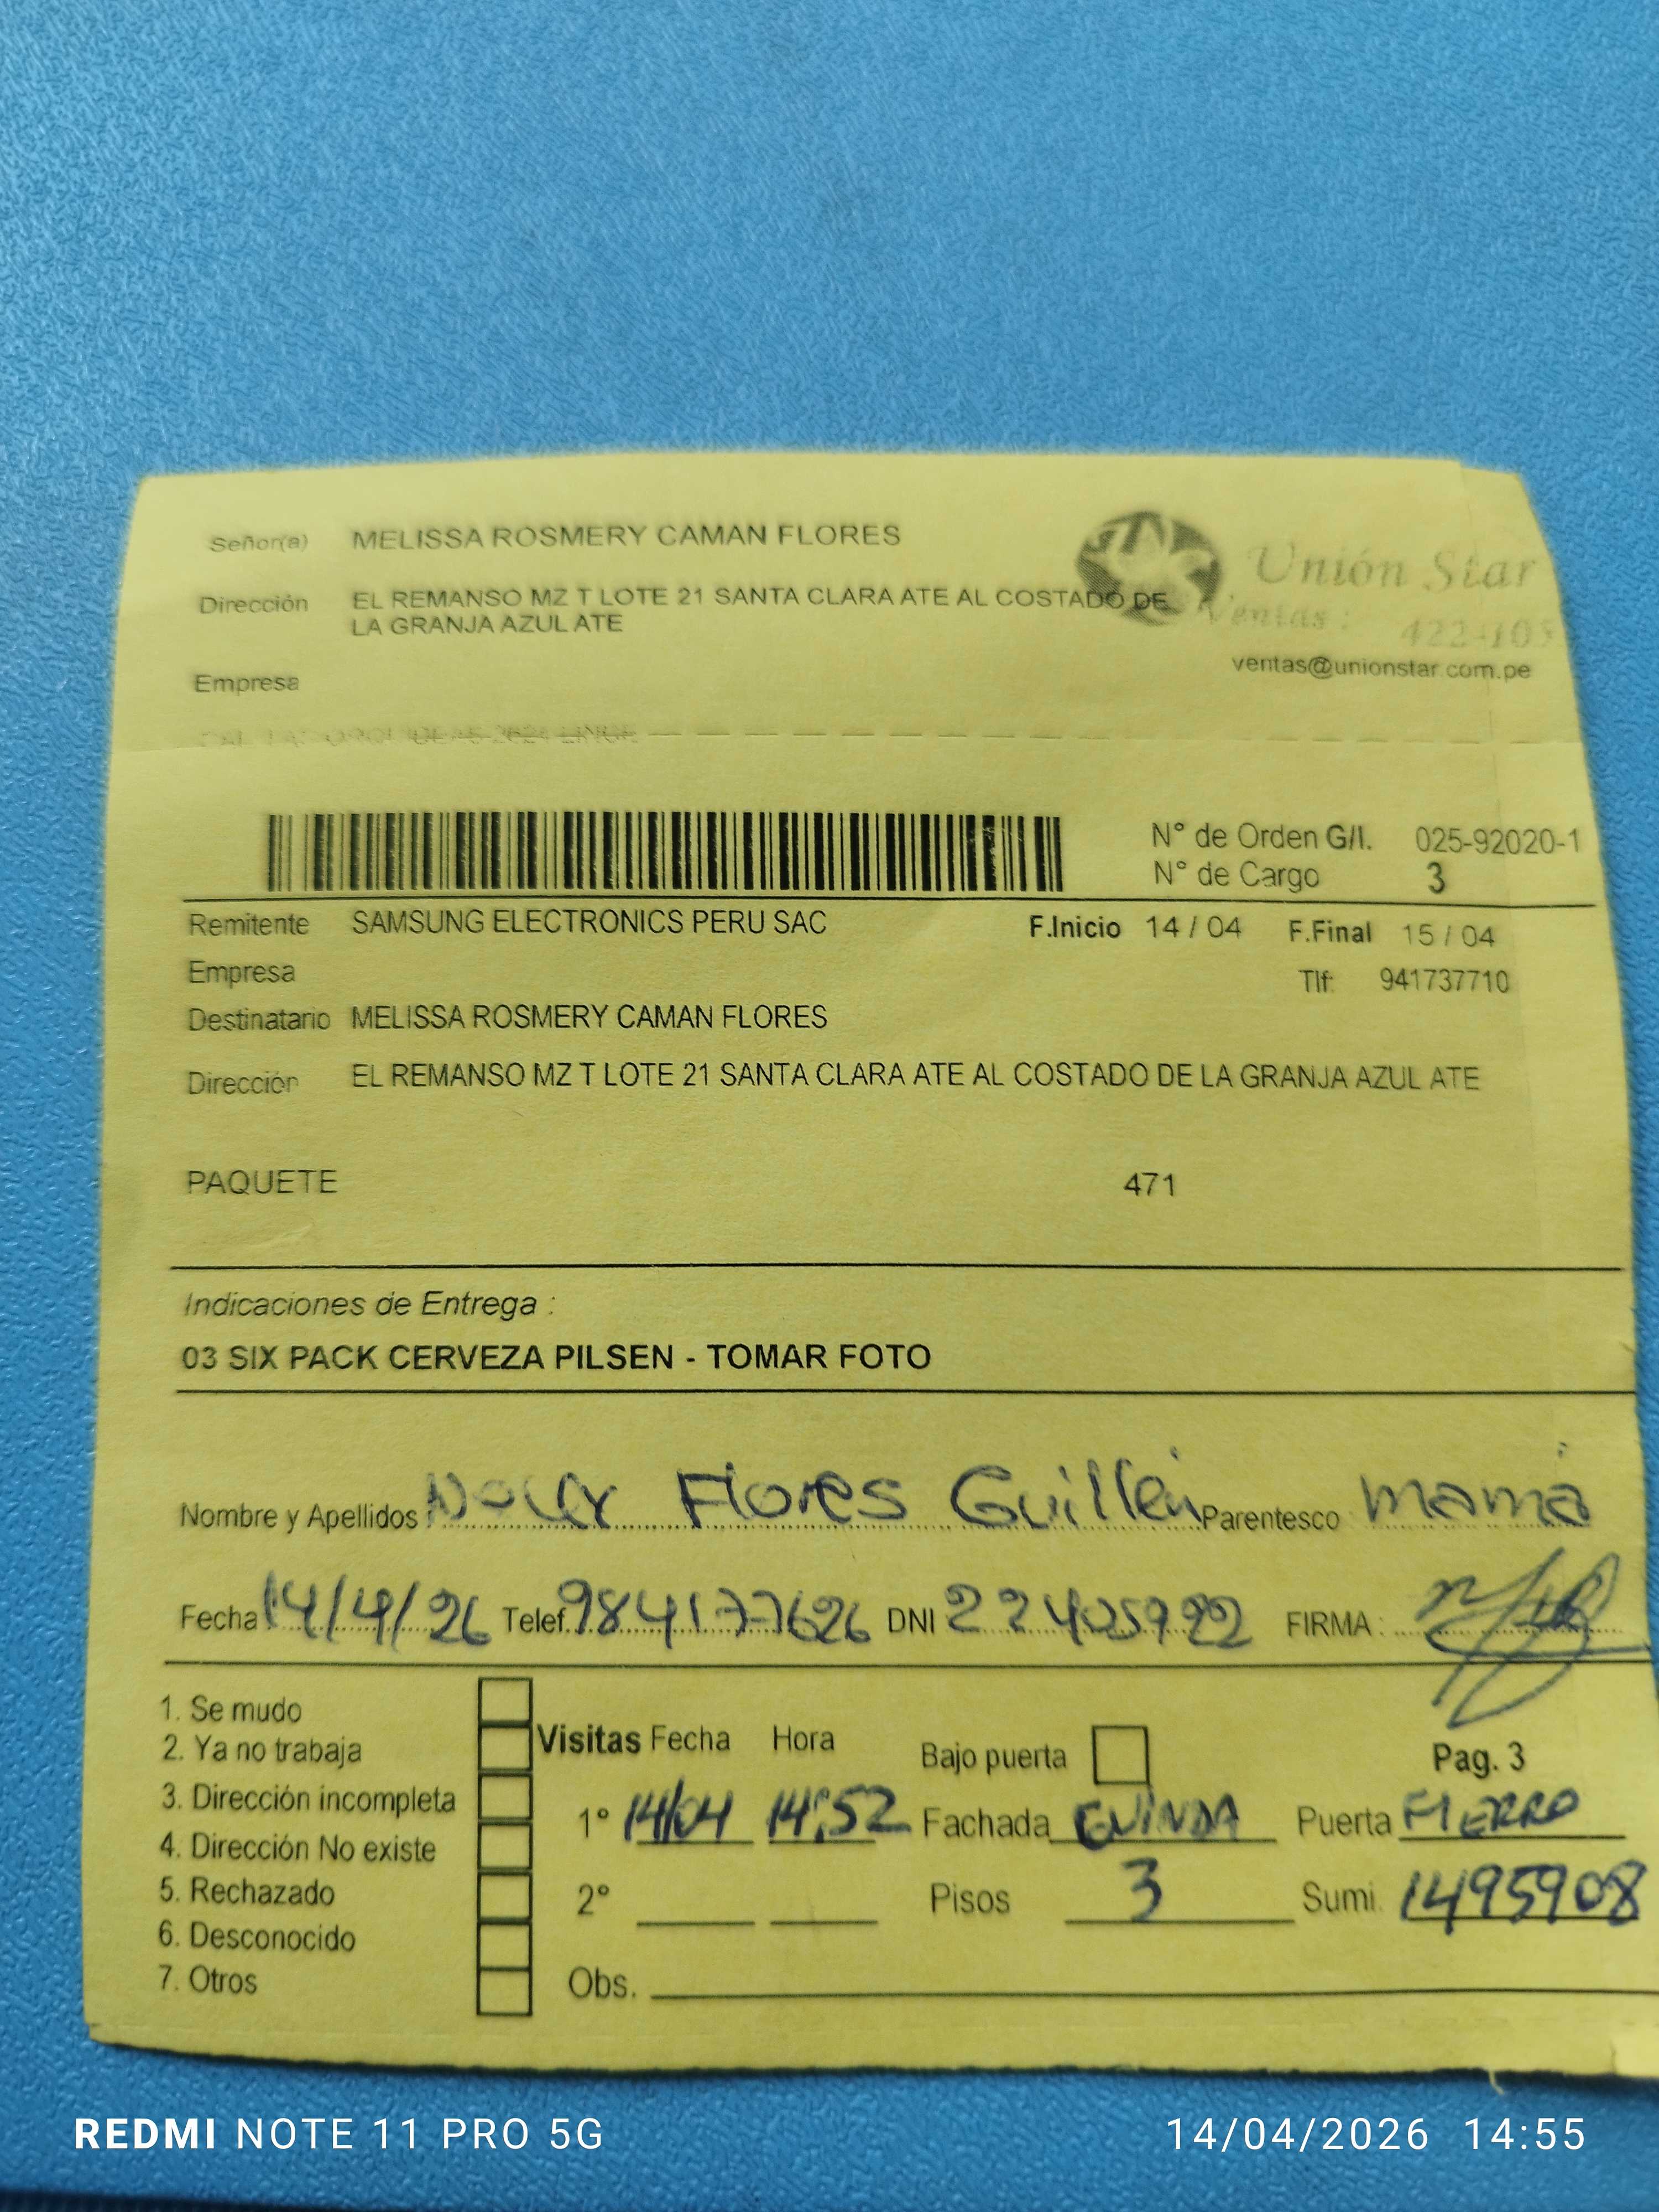 Señor(a) MELISSA ROSMERY CAMAN FLORES
Dirección EL REMANSO MZ T LOTE 21 SANTA CLARA ATE AL COSTADO DE
LA GRANJA AZUL ATE
Unión Star
Ventas: 422-105
ventas@unionstar.com.pe
Empresa
N° de Orden G/I. 025-92020-1
N° de Cargo 3
Remitente SAMSUNG ELECTRONICS PERU SAC F.Inicio 14 / 04 F.Final 15 / 04
Empresa Tlf: 941737710
Destinatario MELISSA ROSMERY CAMAN FLORES
Dirección EL REMANSO MZ T LOTE 21 SANTA CLARA ATE AL COSTADO DE LA GRANJA AZUL ATE
PAQUETE 471
Indicaciones de Entrega :
03 SIX PACK CERVEZA PILSEN - TOMAR FOTO
Nombre y Apellidos Flores Guillén Parentesco mamá
Fecha 14/4/26 Telef. 984177626 DNI 22405922 FIRMA :
1. Se mudo
2. Ya no trabaja
3. Dirección incompleta
4. Dirección No existe
5. Rechazado
6. Desconocido
7. Otros
Visitas Fecha Hora Bajo puerta Pag. 3
1° 14/04 14:52 Fachada GUINDA Puerta FIERRO
2° Pisos 3 Sumi. 1495908
Obs.
REDMI NOTE 11 PRO 5G 14/04/2026 14:55